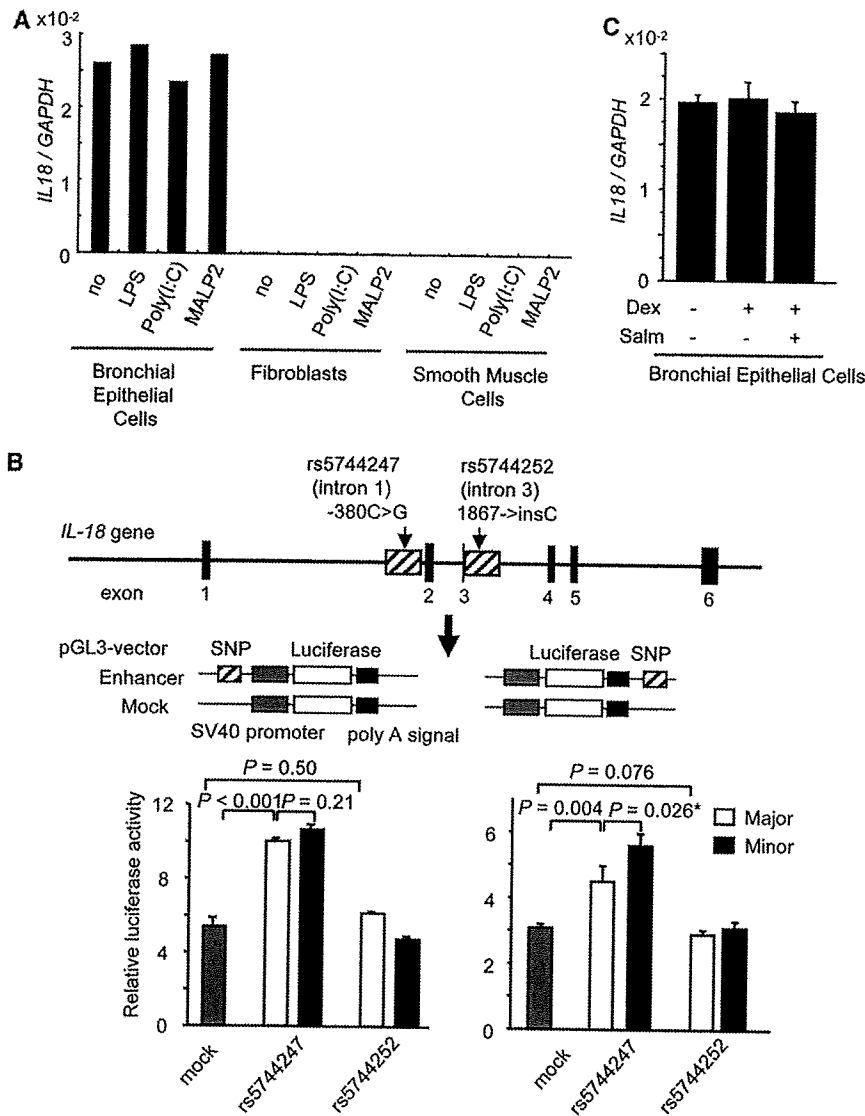 A
x10-2
IL18 / GAPDH
3
2
1
0
no
LPS
Poly(I:C)
MALP2
no
LPS
Poly(I:C)
MALP2
no
LPS
Poly(I:C)
MALP2
Bronchial
Epithelial
Cells
Fibroblasts
Smooth Muscle
Cells
C
x10-2
IL18 / GAPDH
2
1
0
Dex - + +
Salm - - +
Bronchial Epithelial Cells
B
rs5744247
(intron 1)
-380C>G
rs5744252
(intron 3)
1867->insC
IL-18 gene
exon 1 2 3 4 5 6
pGL3-vector SNP Luciferase
Enhancer
Mock
SV40 promoter poly A signal
Luciferase SNP
Relative luciferase activity
12
8
4
0
P = 0.50
P < 0.001 P = 0.21
mock
rs5744247
rs5744252
6
4
2
0
P = 0.076
P = 0.004 P = 0.026*
Major
Minor
mock
rs5744247
rs5744252